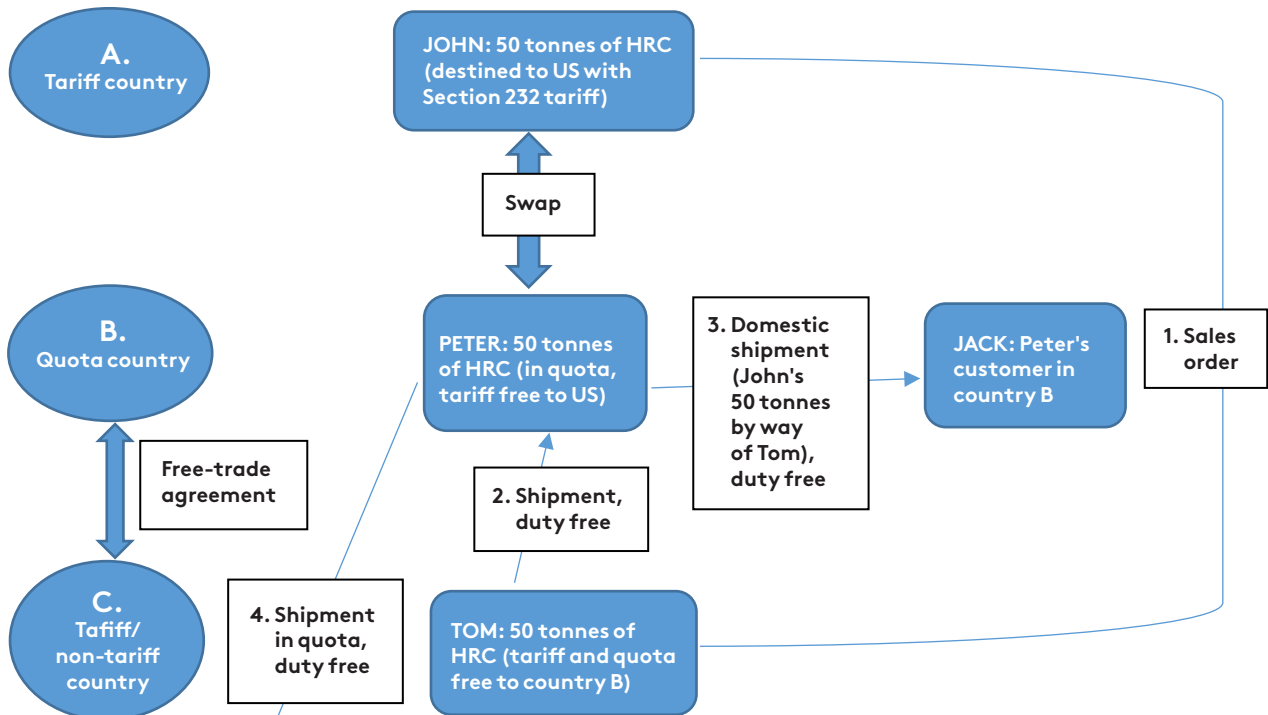 A.
Tariff country
JOHN: 50 tonnes of HRC
(destined to US with
Section 232 tariff)
Swap
B.
Quota country
PETER: 50 tonnes
of HRC (in quota,
tariff free to US)
3. Domestic
shipment
(John's
50 tonnes
by way
of Tom),
duty free
JACK: Peter's
customer in
country B
1. Sales
order
Free-trade
agreement
2. Shipment,
duty free
C.
Tafiff/
non-tariff
country
4. Shipment
in quota,
duty free
TOM: 50 tonnes of
HRC (tariff and quota
free to country B)